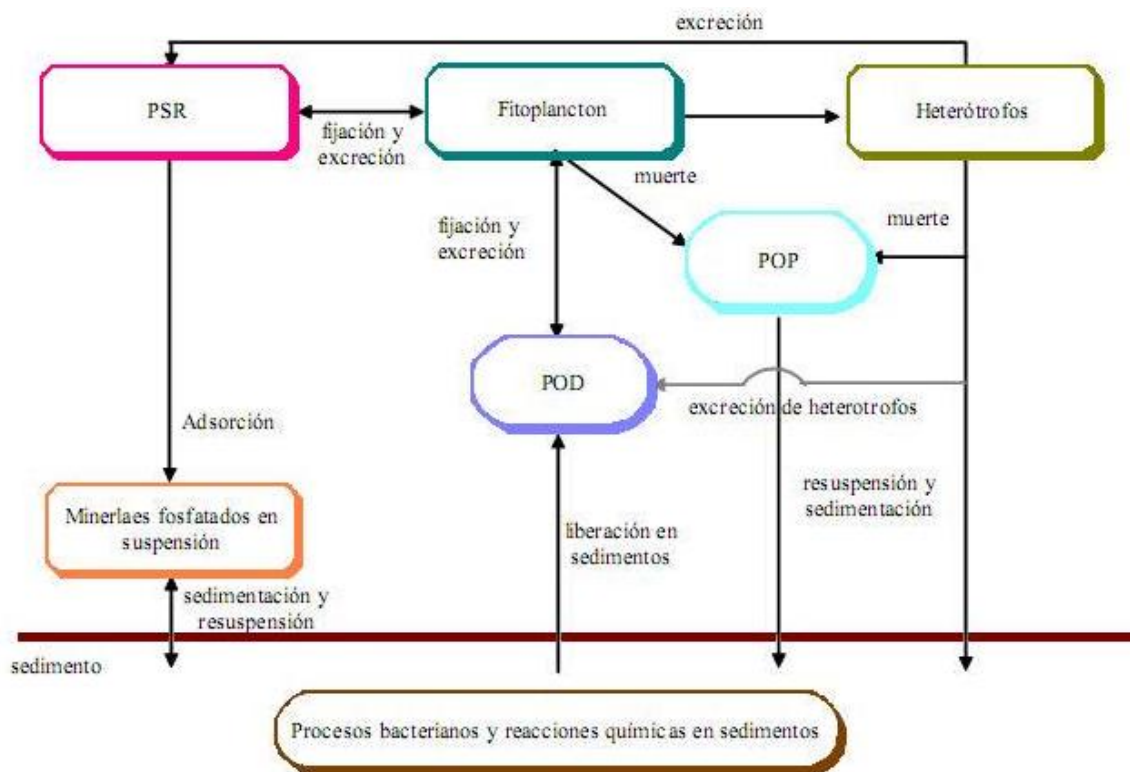 excreción
PSR
Fitoplancton
Heterótrofos
fijación y
excreción
muerte
fijación y
excreción
muerte
POP
POD
excreción de heterotrofos
Adsorción
resuspensión y
sedimentación
Minerlaes fosfatados en
suspensión
liberación en
sedimentos
sedimentación y
resuspensión
sedimento
Procesos bacterianos y reacciones químicas en sedimentos